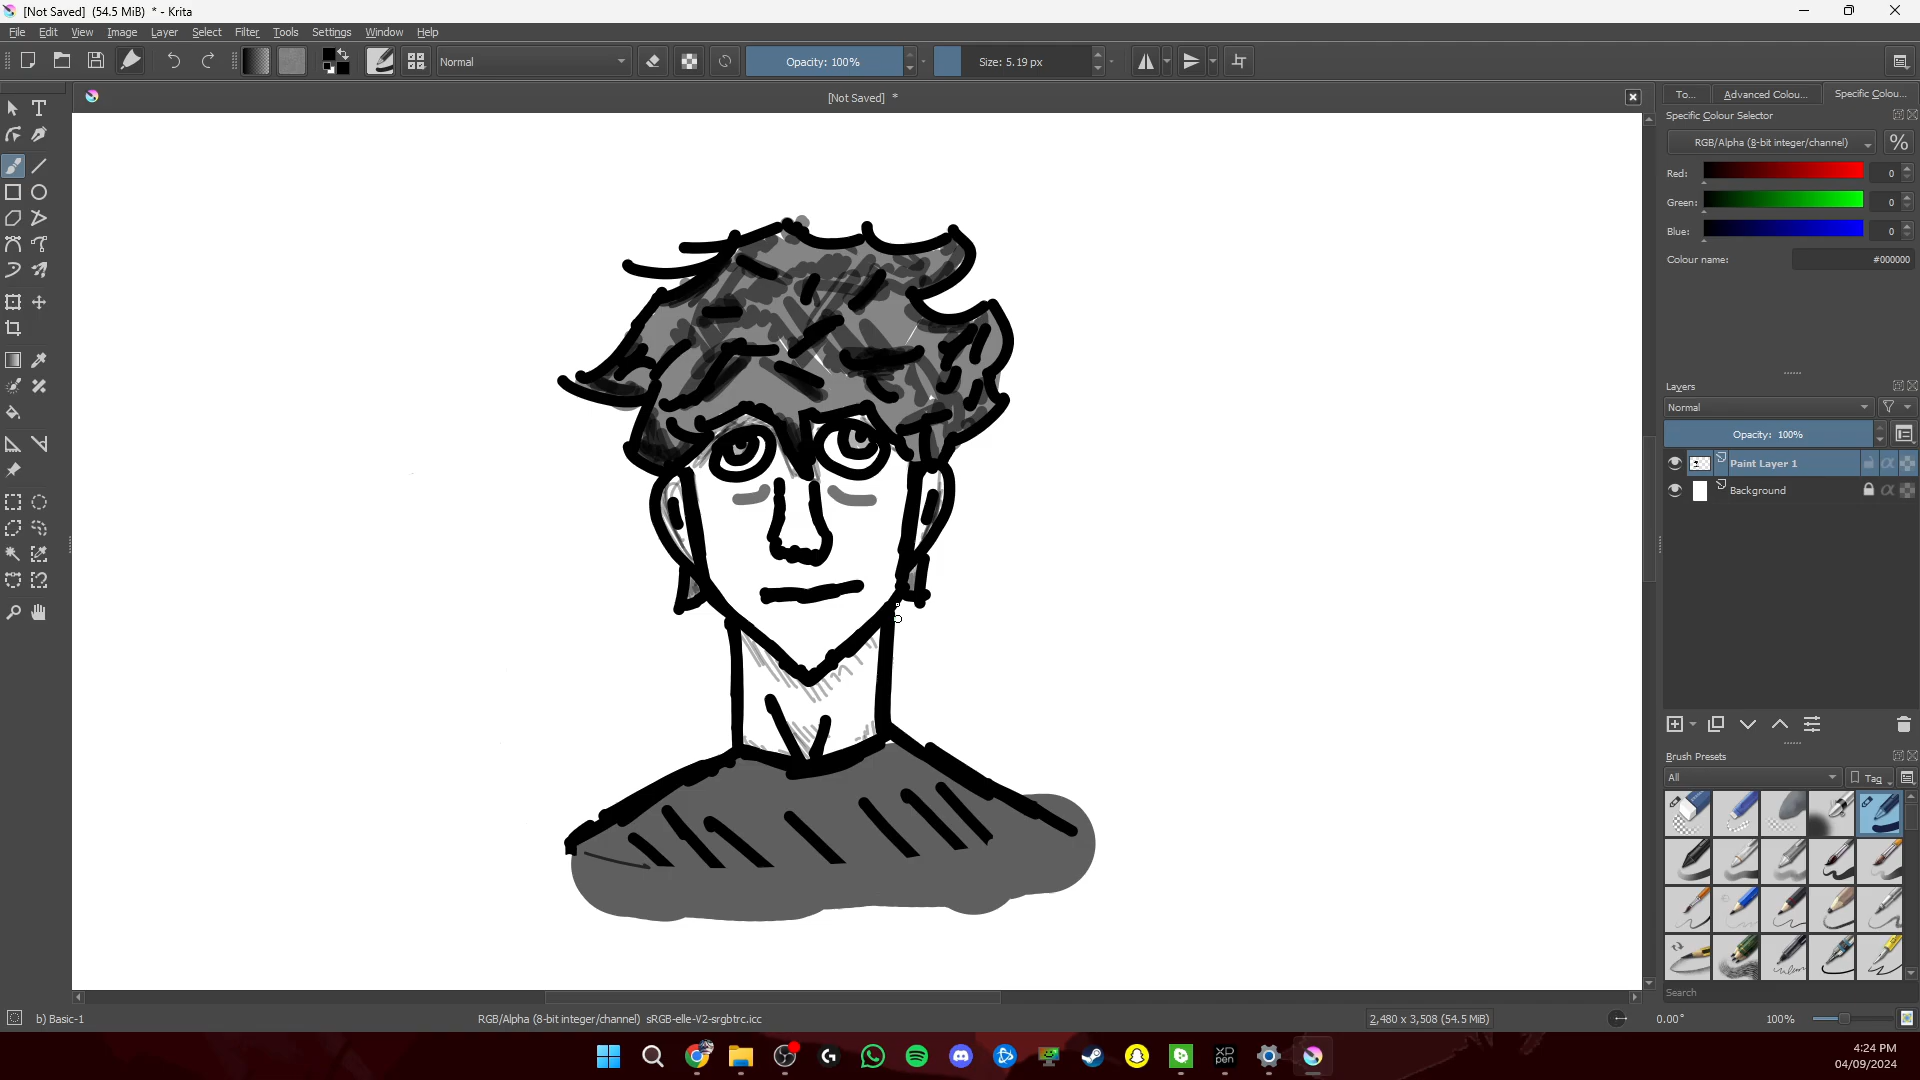 [Not Saved] (54.5 MiB) * - Krita
File Edit View Image Layer Select Filter Tools Settings Window Help
Normal
Opacity: 100%
Size: 5.19 px
[Not Saved] *
To... Advanced Colou... Specific Colou...
Specific Colour Selector
RGB/Alpha (8-bit integer/channel) %
Red: 0
Green: 0
Blue: 0
Colour name: #000000
Layers
Normal
Opacity: 100%
Paint Layer 1
Background
Brush Presets
All Tag
Search
b) Basic-1
RGB/Alpha (8-bit integer/channel) sRGB-elle-V2-srgbtrc.icc
2,480 x 3,508 (54.5 MiB)
0.00°
100%
XP
pen
4:24 PM
04/09/2024